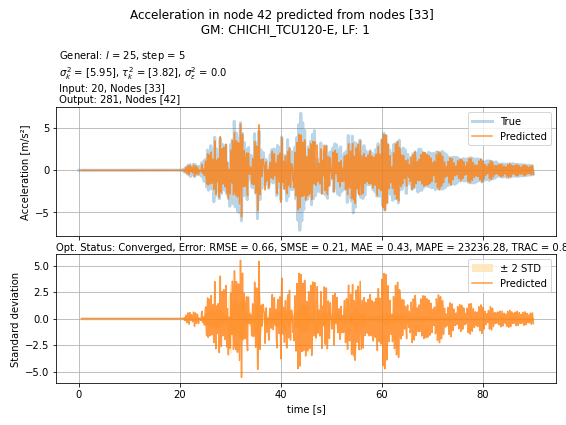 Acceleration in node 42 predicted from nodes [33]
GM: CHICHI_TCU120-E, LF: 1
General: l = 25, step = 5
σ²ₖ = [5.95], τ²ₖ = [3.82], σ²ε = 0.0
Input: 20, Nodes [33]
Output: 281, Nodes [42]
True
Predicted
Acceleration [m/s²]
5
0
−5
Opt. Status: Converged, Error: RMSE = 0.66, SMSE = 0.21, MAE = 0.43, MAPE = 23236.28, TRAC = 0.8
± 2 STD
Predicted
Standard deviation
5.0
2.5
0.0
−2.5
−5.0
0 20 40 60 80
time [s]